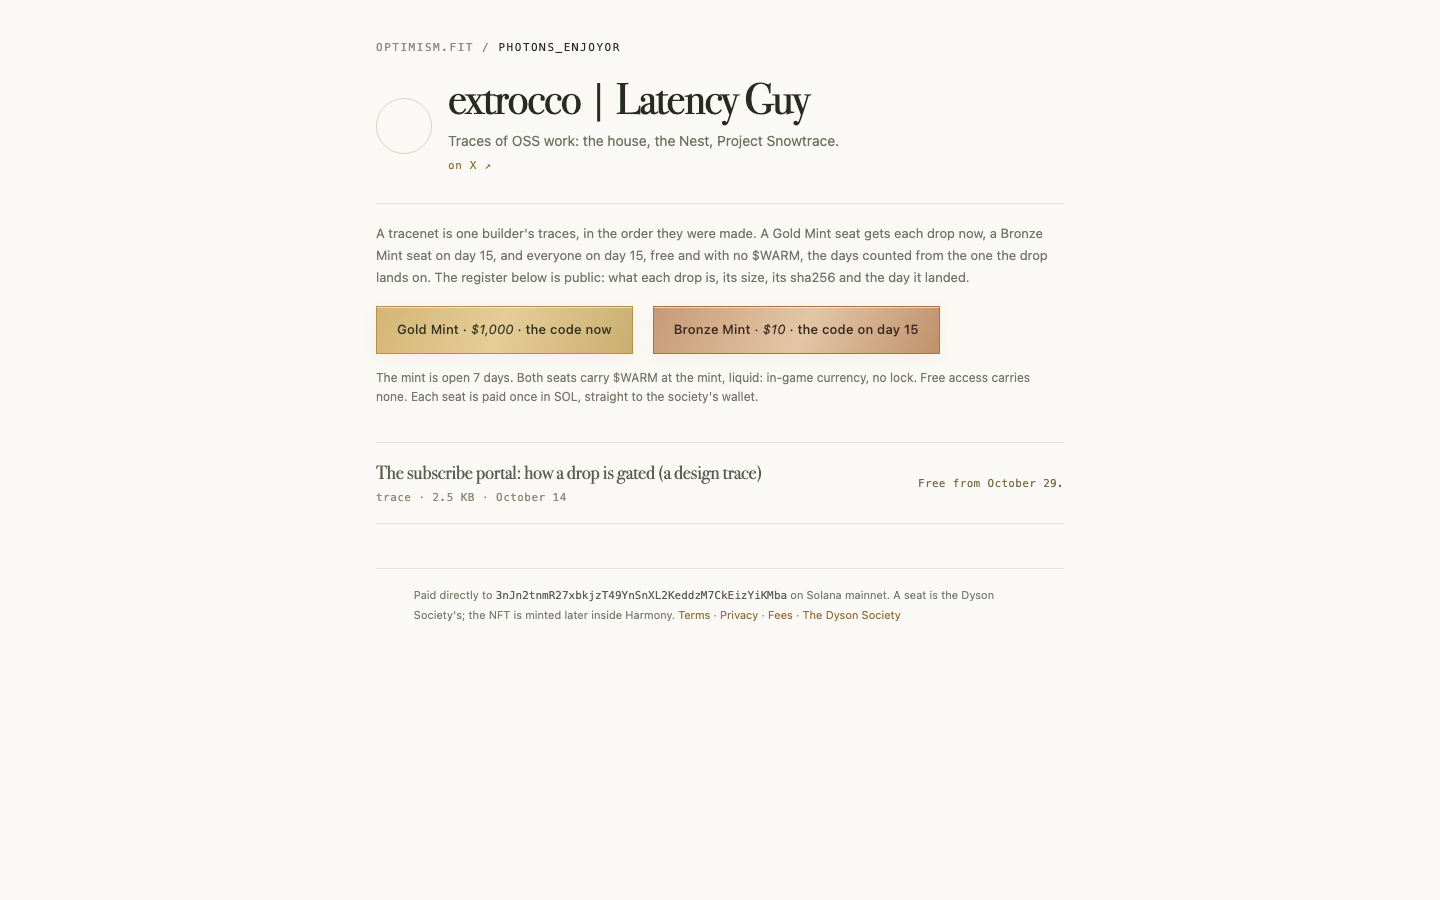 OPTIMISM.FIT / PHOTONS_ENJOYOR
extrocco | Latency Guy
Traces of OSS work: the house, the Nest, Project Snowtrace.
on X ↗
A tracenet is one builder's traces, in the order they were made. A Gold Mint seat gets each drop now, a Bronze
Mint seat on day 15, and everyone on day 15, free and with no $WARM, the days counted from the one the drop
lands on. The register below is public: what each drop is, its size, its sha256 and the day it landed.
Gold Mint · $1,000 · the code now
Bronze Mint · $10 · the code on day 15
The mint is open 7 days. Both seats carry $WARM at the mint, liquid: in-game currency, no lock. Free access carries
none. Each seat is paid once in SOL, straight to the society's wallet.
The subscribe portal: how a drop is gated (a design trace)
trace · 2.5 KB · October 14
Free from October 29.
Paid directly to 3nJn2tnmR27xbkjzT49YnSnXL2KeddzM7CkEizYiKMba on Solana mainnet. A seat is the Dyson
Society's; the NFT is minted later inside Harmony. Terms · Privacy · Fees · The Dyson Society